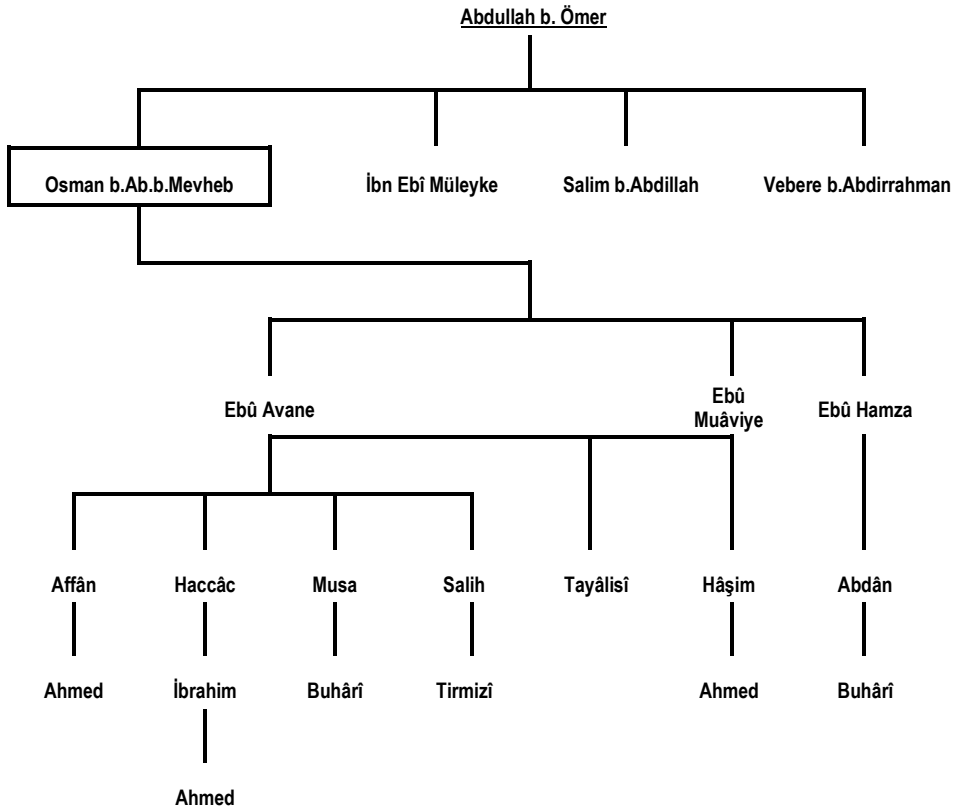 Abdullah b. Ömer
Osman b.Ab.b.Mevheb
İbn Ebî Müleyke
Salim b.Abdillah
Vebere b.Abdirrahman
Ebû Avane
Ebû
Muâviye
Ebû Hamza
Affân
Haccâc
Musa
Salih
Tayâlisî
Hâşim
Abdân
Ahmed
İbrahim
Buhârî
Tirmizî
Ahmed
Buhârî
Ahmed